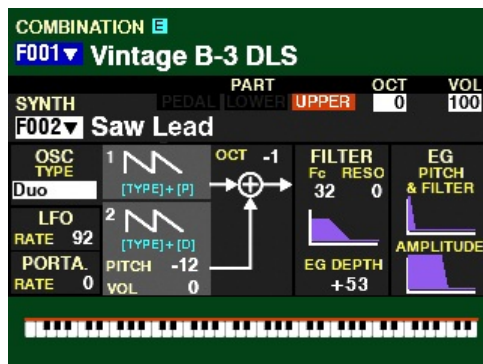 COMBINATION E
F001▼ Vintage B-3 DLS
PART OCT VOL
SYNTH PEDAL LOWER UPPER 0 100
F002▼ Saw Lead
OSC TYPE
Duo
LFO
RATE 92
PORTA.
RATE 0
1
[TYPE]+[P]
2
[TYPE]+[D]
PITCH -12
VOL 0
OCT -1
FILTER
Fc RESO
32 0
EG DEPTH
+53
EG
PITCH
& FILTER
AMPLITUDE